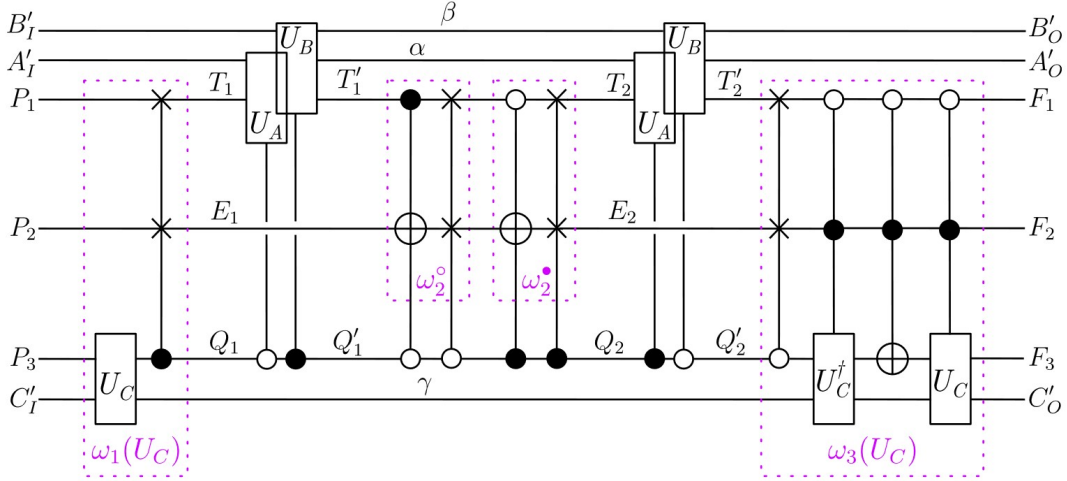 B'_I β B'_O
U_B U_B
A'_I α A'_O
P_1 T_1 T'_1 T_2 T'_2 F_1
U_A U_A
P_2 E_1 E_2 F_2
ω_2^○ ω_2^●
P_3 Q_1 Q'_1 Q_2 Q'_2 F_3
U_C U_C^† U_C
C'_I γ C'_O
ω_1(U_C) ω_3(U_C)